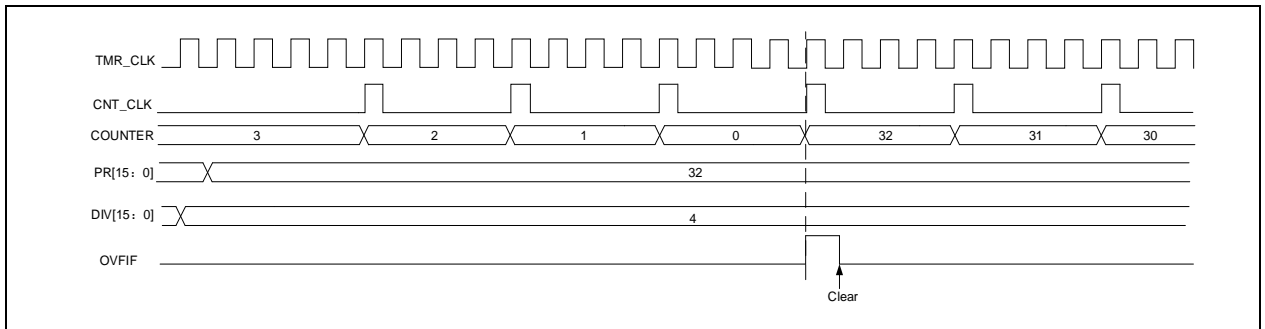 TMR_CLK
CNT_CLK
COUNTER 3 2 1 0 32 31 30
PR[15：0] 32
DIV[15：0] 4
OVFIF
Clear